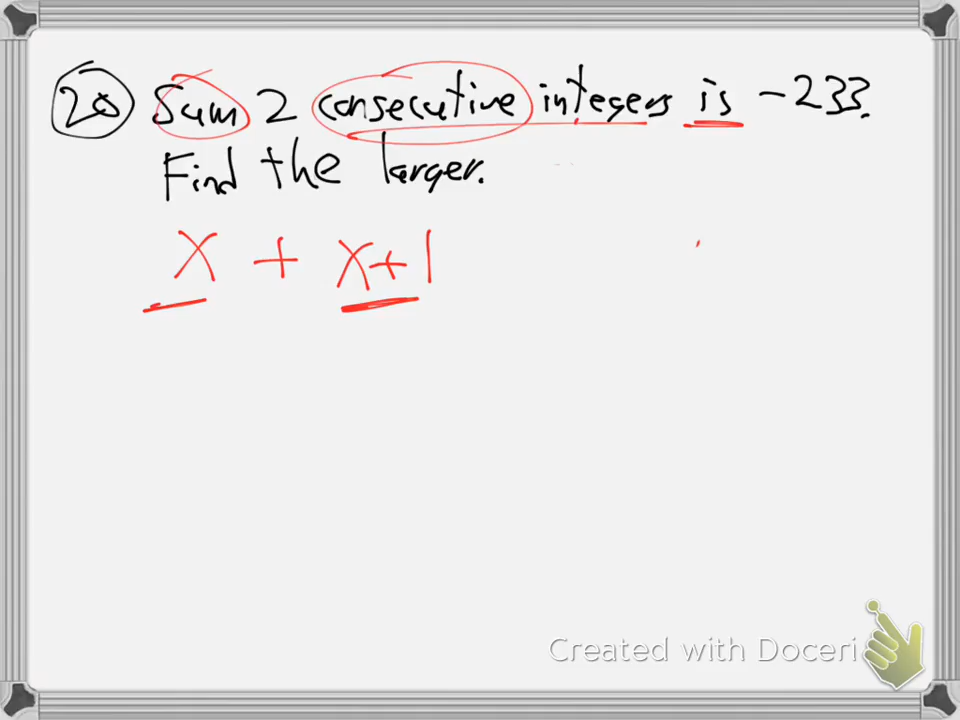 20 Sum 2 consecutive integers is -233.
Find the larger.
x + x+1
Created with Doceri